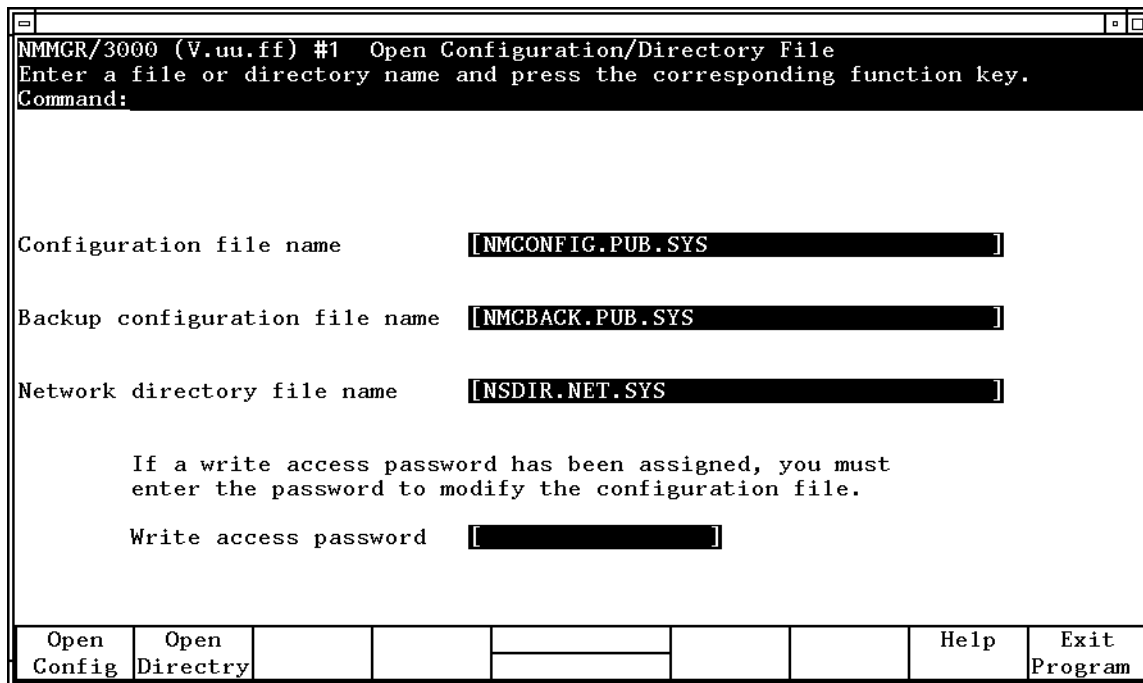 NMMGR/3000 (V.uu.ff) #1  Open Configuration/Directory File
Enter a file or directory name and press the corresponding function key.
Command:
Configuration file name [NMCONFIG.PUB.SYS ]
Backup configuration file name [NMCBACK.PUB.SYS ]
Network directory file name [NSDIR.NET.SYS ]
If a write access password has been assigned, you must
enter the password to modify the configuration file.
Write access password [ ]
Open Open Help Exit
Config Directry Program